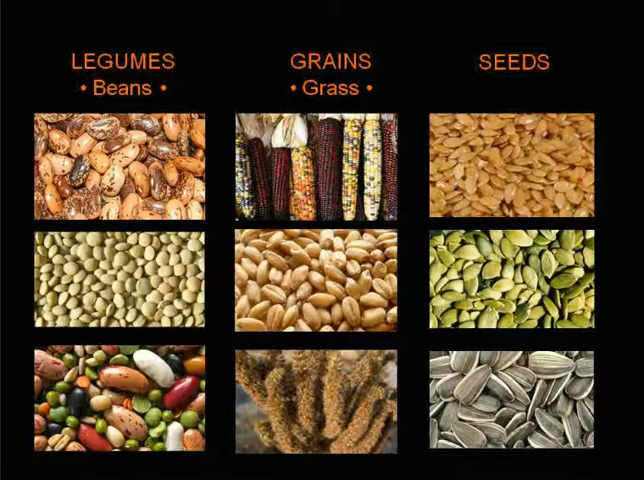 LEGUMES
• Beans •
GRAINS
• Grass •
SEEDS